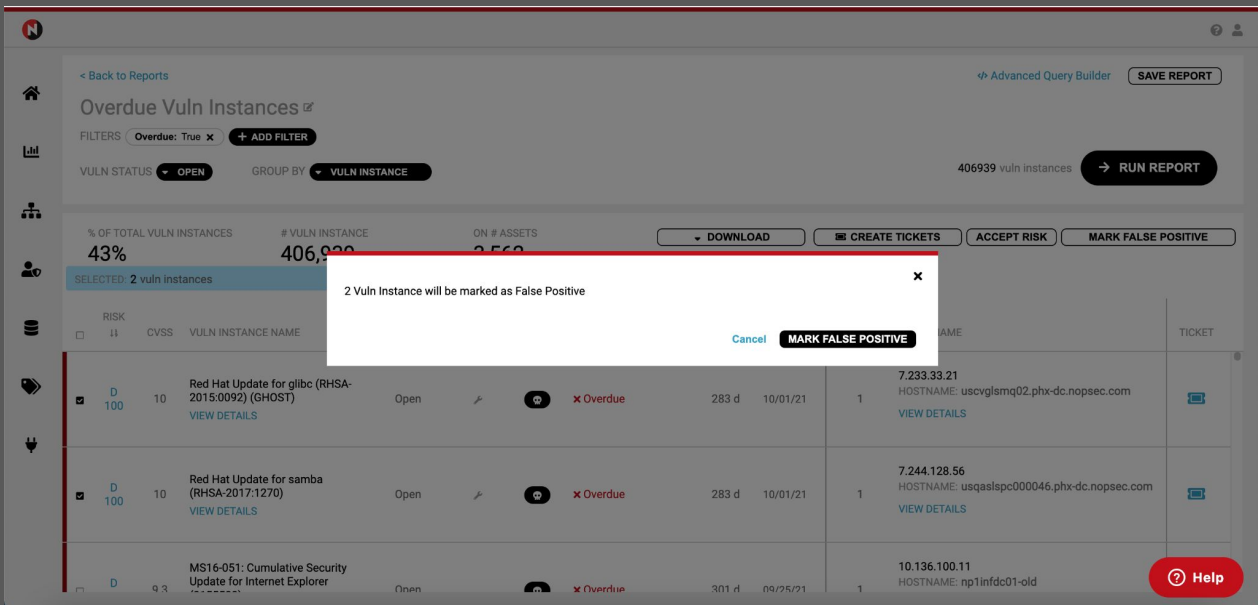 N
< Back to Reports
</> Advanced Query Builder
SAVE REPORT
Overdue Vuln Instances
FILTERS Overdue: True × + ADD FILTER
VULN STATUS OPEN GROUP BY VULN INSTANCE
406939 vuln instances → RUN REPORT
% OF TOTAL VULN INSTANCES # VULN INSTANCE ON # ASSETS
DOWNLOAD CREATE TICKETS ACCEPT RISK MARK FALSE POSITIVE
43%
SELECTED: 2 vuln instances
2 Vuln Instance will be marked as False Positive
Cancel MARK FALSE POSITIVE
RISK
CVSS VULN INSTANCE NAME TICKET
D
100
10
Red Hat Update for glibc (RHSA-
2015:0092) (GHOST)
VIEW DETAILS
Open × Overdue 283 d 10/01/21 1
7.233.33.21
HOSTNAME: uscvglsmq02.phx-dc.nopsec.com
VIEW DETAILS
D
100
10
Red Hat Update for samba
(RHSA-2017:1270)
VIEW DETAILS
Open × Overdue 283 d 10/01/21 1
7.244.128.56
HOSTNAME: usqaslspc000046.phx-dc.nopsec.com
VIEW DETAILS
D
9.3
MS16-051: Cumulative Security
Update for Internet Explorer
Open × Overdue 301 d 09/25/21 1
10.136.100.11
HOSTNAME: np1infdc01-old
Help